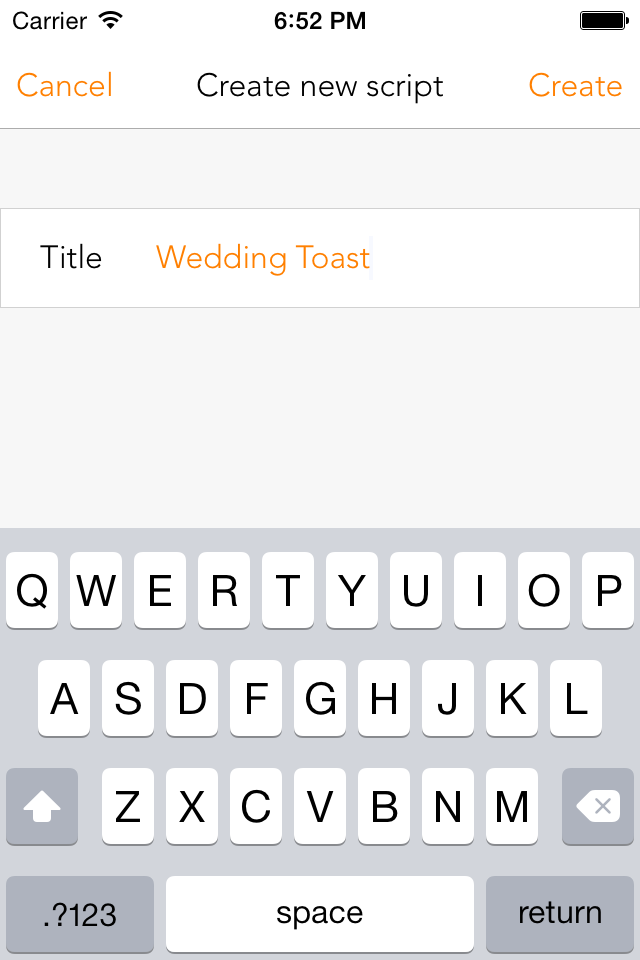 Carrier 6:52 PM
Cancel Create new script Create
Title Wedding Toast
Q W E R T Y U I O P
A S D F G H J K L
Z X C V B N M
.?123 space return